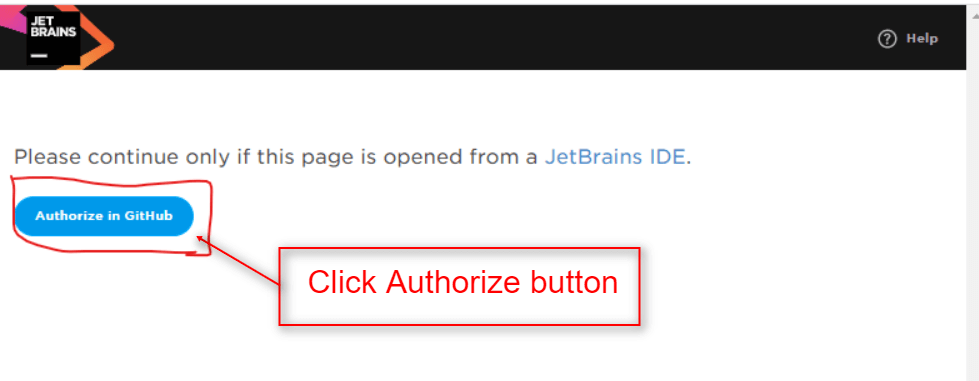 JET
BRAINS
Help
Please continue only if this page is opened from a JetBrains IDE.
Authorize in GitHub
Click Authorize button